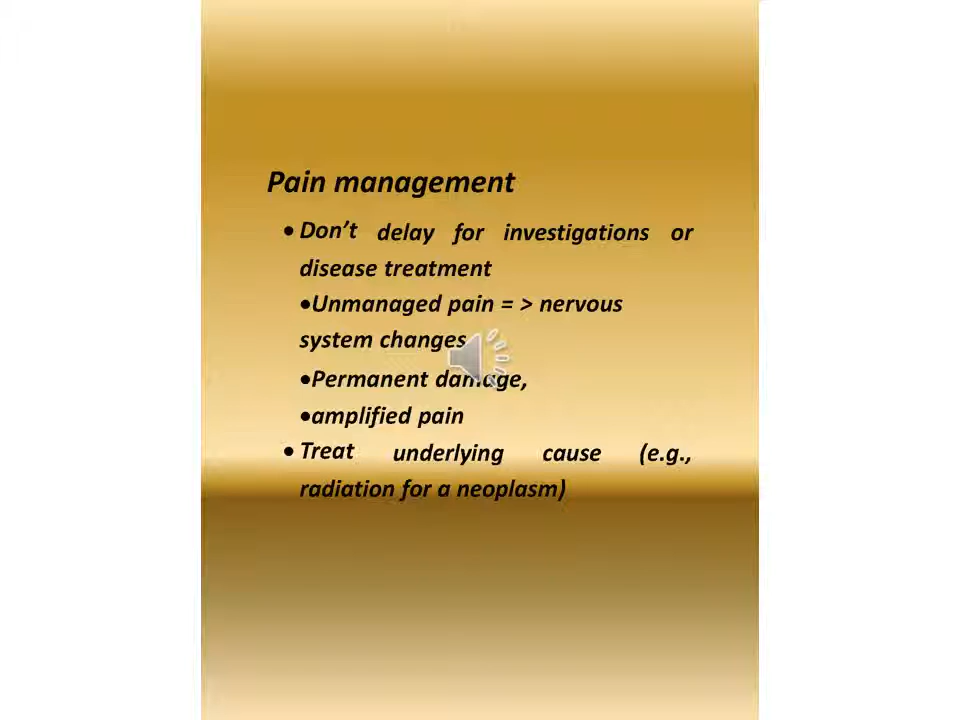 Pain management
•Don’t delay for investigations or
disease treatment
•Unmanaged pain = > nervous
system changes
•Permanent damage,
•amplified pain
•Treat underlying cause (e.g.,
radiation for a neoplasm)